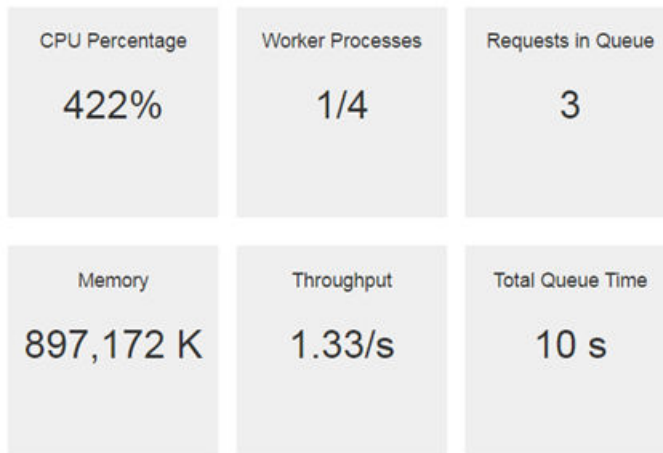 CPU Percentage
422%
Worker Processes
1/4
Requests in Queue
3
Memory
897,172 K
Throughput
1.33/s
Total Queue Time
10 s